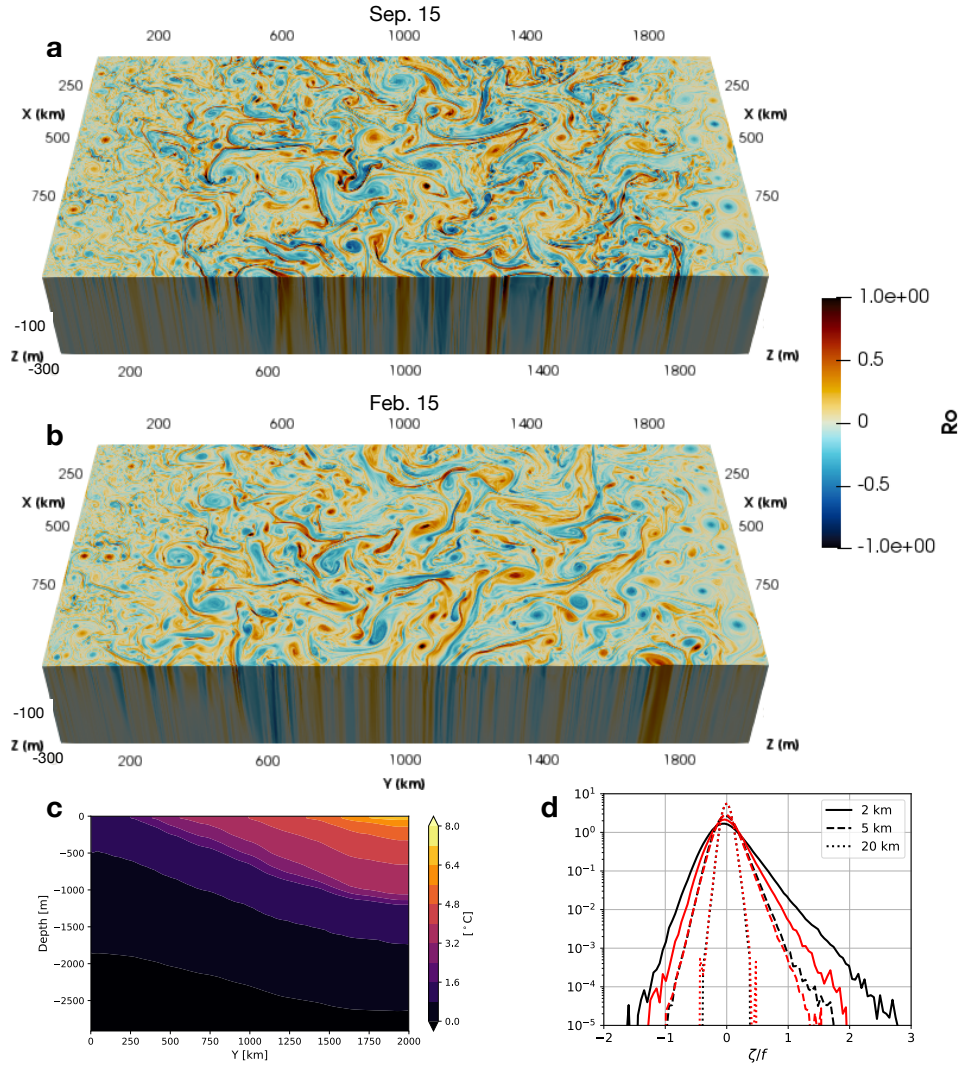 Sep. 15
a
200 600 1000 1400 1800
250 250
X (km) X (km)
500 500
750 750
-100
Z (m) Z (m)
-300
200 600 1000 1400 1800
1.0e+00
0.5
0
-0.5
-1.0e+00
Ro
Feb. 15
b
200 600 1000 1400 1800
250 250
X (km) X (km)
500 500
750 750
-100
Z (m) Z (m)
-300
200 600 1000 1400 1800
Y (km)
c
0
−500
−1000
−1500
−2000
−2500
Depth [m]
0 250 500 750 1000 1250 1500 1750 2000
Y [km]
8.0
6.4
4.8
3.2
1.6
0.0
[°C]
d
10¹
10⁰
10⁻¹
10⁻²
10⁻³
10⁻⁴
10⁻⁵
2 km
5 km
20 km
−2 −1 0 1 2 3
ζ/f